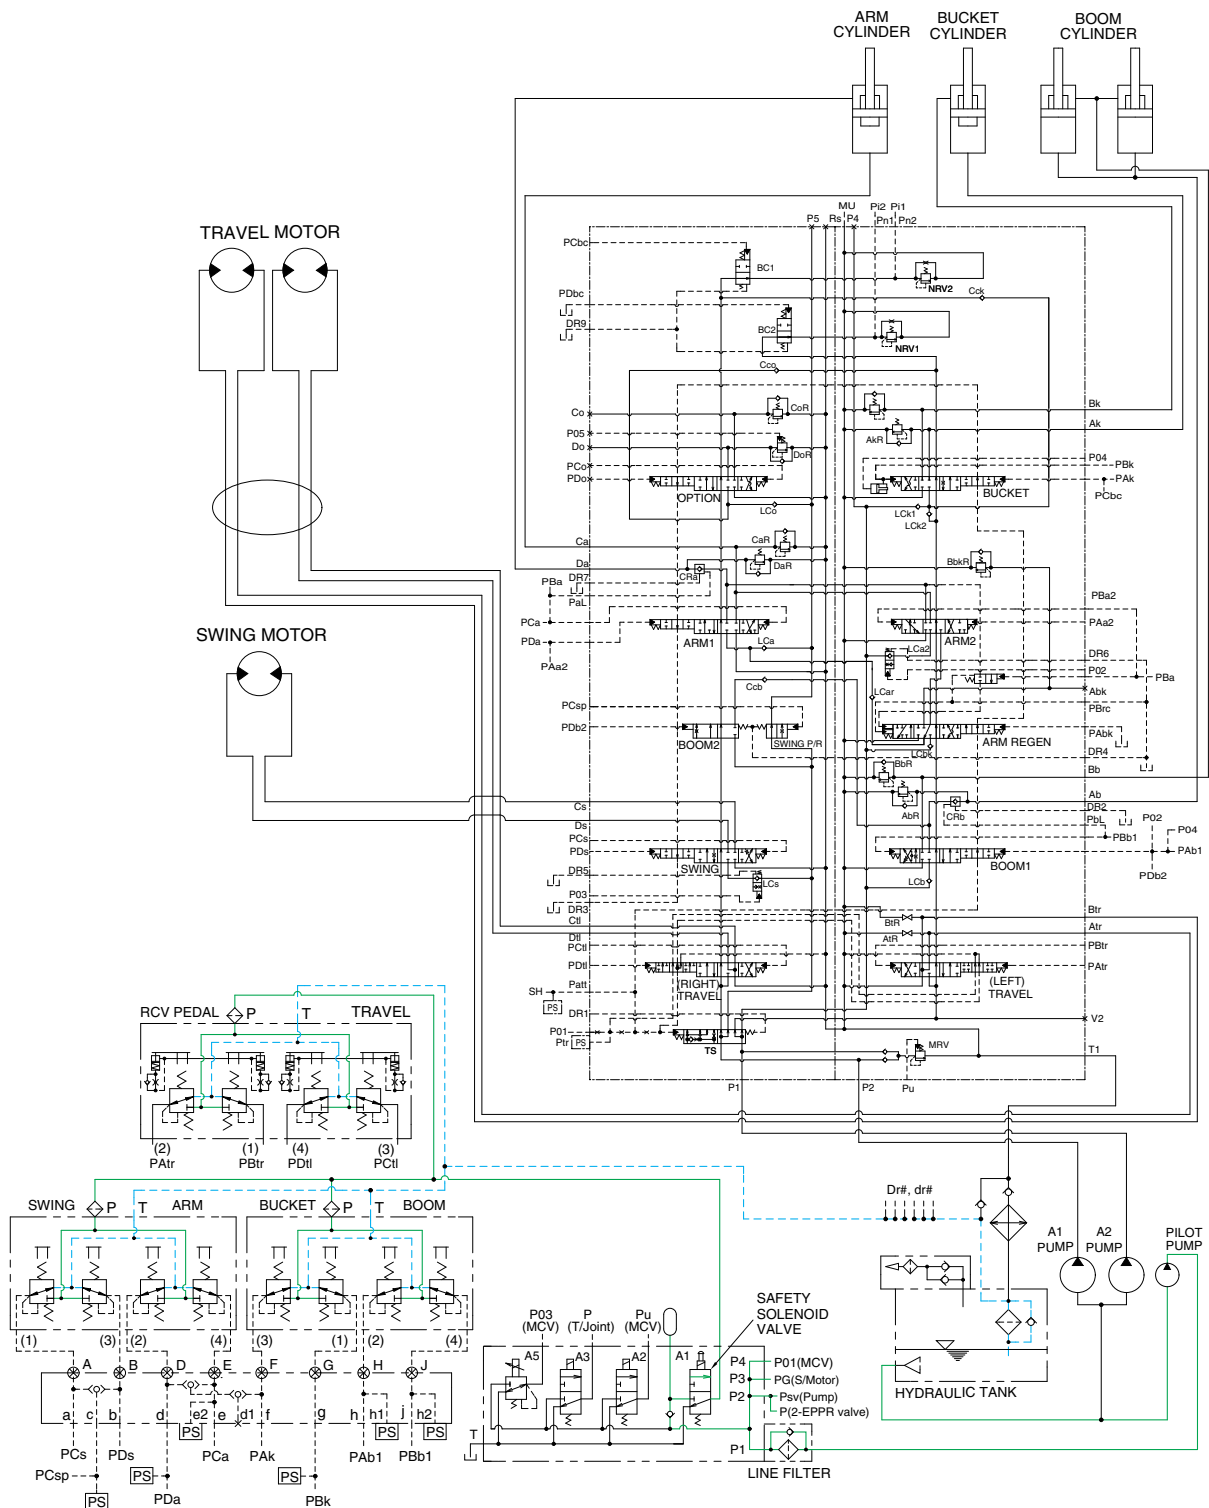 ARM
CYLINDER
BUCKET
CYLINDER
BOOM
CYLINDER
TRAVEL MOTOR
SWING MOTOR
MU
P5 Rs P4
Pi2 Pi1
Pn1 Pn2
PCbc
BC1
NRV2
Cck
PDbc
DR9
BC2
NRV1
Cco
Co
CoR
Bk
P05
Do
DoR
AkR
Ak
PCo
PDo
OPTION
LCo
BUCKET
LCk1
LCk2
P04
PBk
PAk
PCbc
Ca
CaR
Da
DaR
CRa
BbkR
DR7
PBa
PaL
PCa
PDa
PAa2
ARM1
LCa
ARM2
LCa2
PBa2
PAa2
DR6
P02
PBa
Ccb
LCar
Abk
PCsp
PDb2
BOOM2
SWING P/R
ARM REGEN
LCbk
PBrc
PAbk
DR4
BbR
Bb
AbR
CRb
Ab
DR2
PbL
Cs
Ds
PCs
PDs
SWING
LCs
BOOM1
LCb
PBb1
P02
P04
PAb1
PDb2
DR5
P03
DR3
Ctl
Dtl
PCtl
PDtl
BtR
AtR
Btr
Atr
PBtr
PAtr
(RIGHT)
TRAVEL
(LEFT)
TRAVEL
Patt
SH
PS
DR1
P01
Ptr
PS
TS
V2
MRV
T1
P1
P2
Pu
RCV PEDAL
P
T
TRAVEL
(2)
PAtr
(1)
PBtr
(4)
PDtl
(3)
PCtl
SWING
P
T
ARM
BUCKET
P
T
BOOM
(1)
(3)
(2)
(4)
(3)
(1)
(2)
(4)
A
B
D
E
F
G
H
J
a
c
b
d
e2
e
d1
f
g
h
h1
j
h2
PS
PS
PS
PCs
PDs
PCa
PAk
PAb1
PBb1
PCsp
PS
PS
PDa
PS
PBk
Dr#, dr#
A1
PUMP
A2
PUMP
PILOT
PUMP
HYDRAULIC TANK
SAFETY
SOLENOID
VALVE
P03
(MCV)
P
(T/Joint)
Pu
(MCV)
A5
A3
A2
A1
P4
P01(MCV)
P3
PG(S/Motor)
P2
Psv(Pump)
P(2-EPPR valve)
T
P1
LINE FILTER